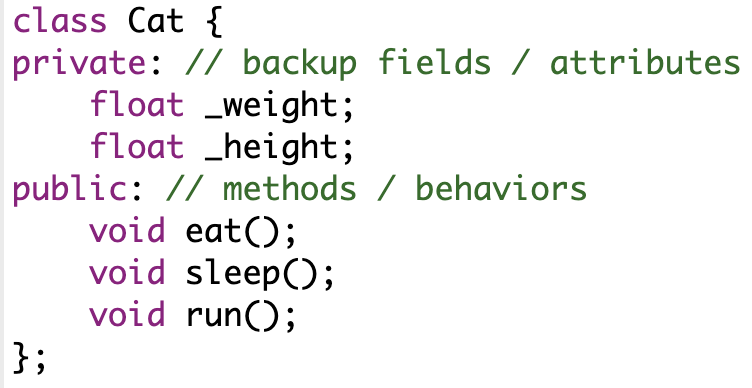 class Cat {
private: // backup fields / attributes
    float _weight;
    float _height;
public: // methods / behaviors
    void eat();
    void sleep();
    void run();
};